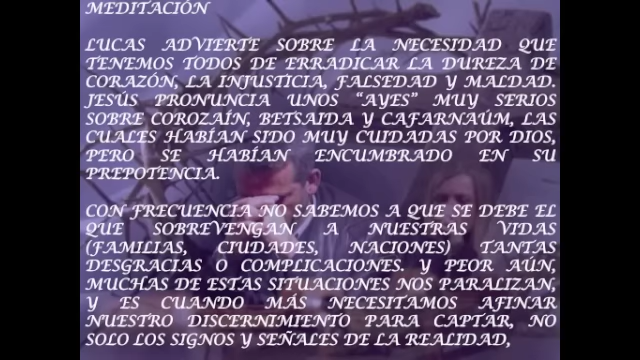 MEDITACIÓN
LUCAS ADVIERTE SOBRE LA NECESIDAD QUE
TENEMOS TODOS DE ERRADICAR LA DUREZA DE
CORAZÓN, LA INJUSTICIA, FALSEDAD Y MALDAD.
JESÚS PRONUNCIA UNOS “AYES” MUY SERIOS
SOBRE COROZAÍN, BETSAIDA Y CAFARNAÚM, LAS
CUALES HABÍAN SIDO MUY CUIDADAS POR DIOS,
PERO SE HABÍAN ENCUMBRADO EN SU
PREPOTENCIA.
CON FRECUENCIA NO SABEMOS A QUE SE DEBE EL
QUE SOBREVENGAN A NUESTRAS VIDAS
(FAMILIAS, CIUDADES, NACIONES) TANTAS
DESGRACIAS O COMPLICACIONES. Y PEOR AÚN,
MUCHAS DE ESTAS SITUACIONES NOS PARALIZAN,
Y ES CUANDO MÁS NECESITAMOS AFINAR
NUESTRO DISCERNIMIENTO PARA CAPTAR, NO
SOLO LOS SIGNOS Y SEÑALES DE LA REALIDAD,